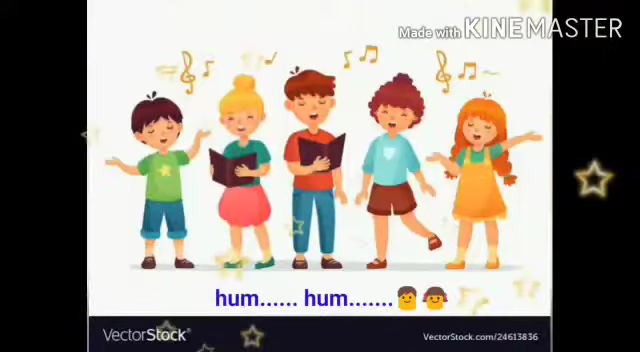 Made with KINEMASTER
hum...... hum.......🧑👧
VectorStock®
VectorStock.com/24613836